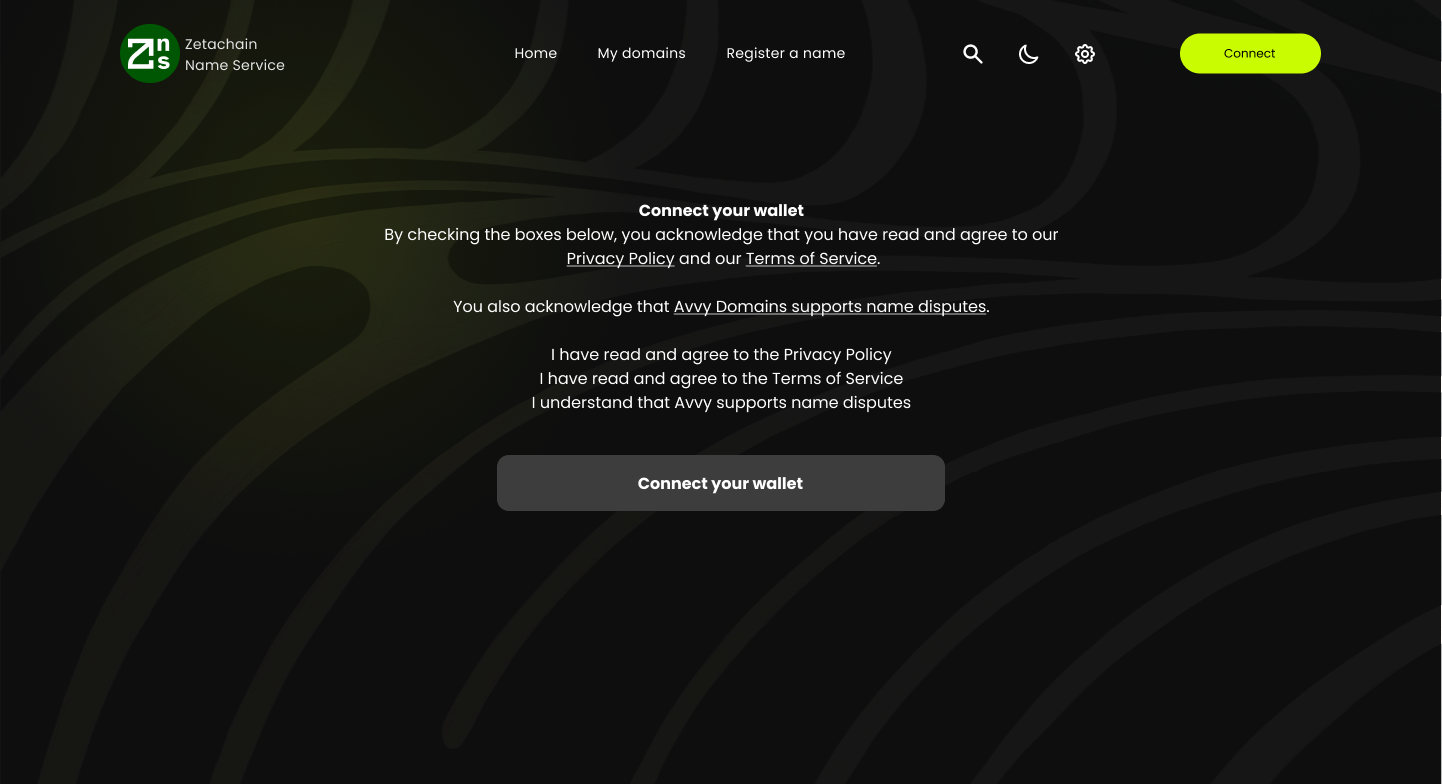 Zns
Zetachain
Name Service
Home
My domains
Register a name
Connect
Connect your wallet
By checking the boxes below, you acknowledge that you have read and agree to our
Privacy Policy and our Terms of Service.
You also acknowledge that Avvy Domains supports name disputes.
I have read and agree to the Privacy Policy
I have read and agree to the Terms of Service
I understand that Avvy supports name disputes
Connect your wallet